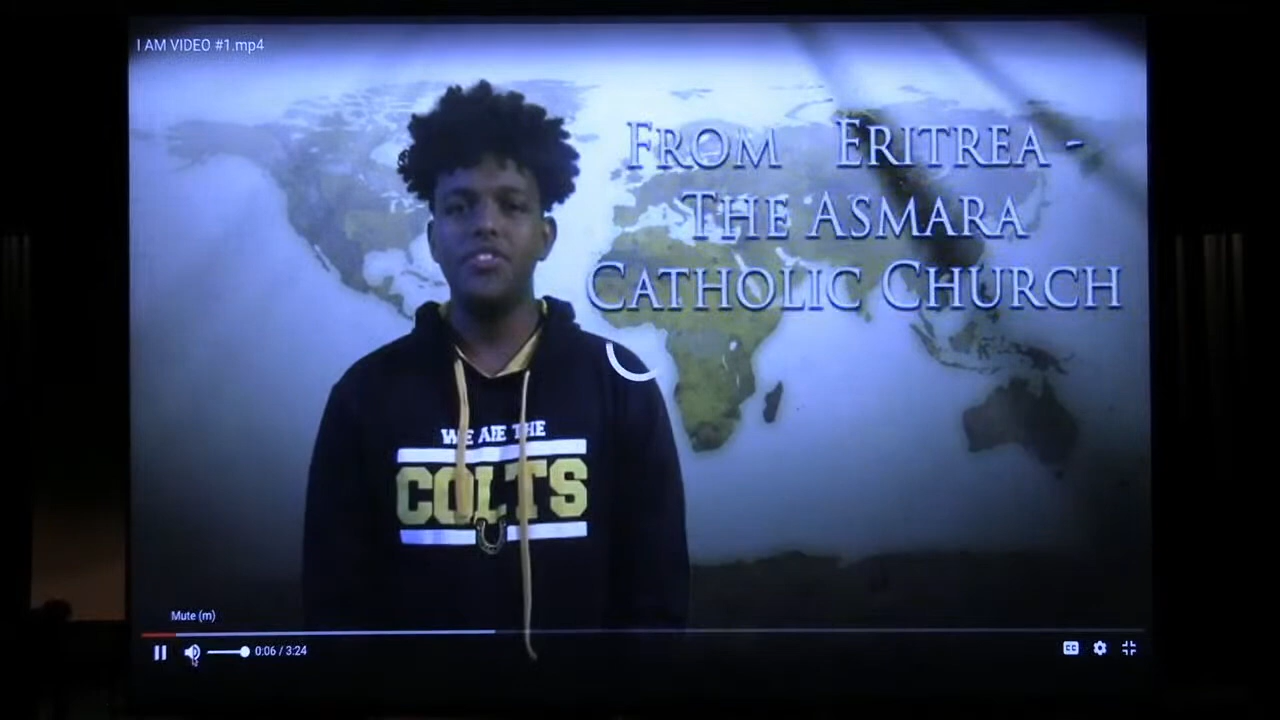 I AM VIDEO #1.mp4
FROM ERITREA -
THE ASMARA
CATHOLIC CHURCH
WE ARE THE
COLTS
Mute (m)
0:06 / 3:24
CC